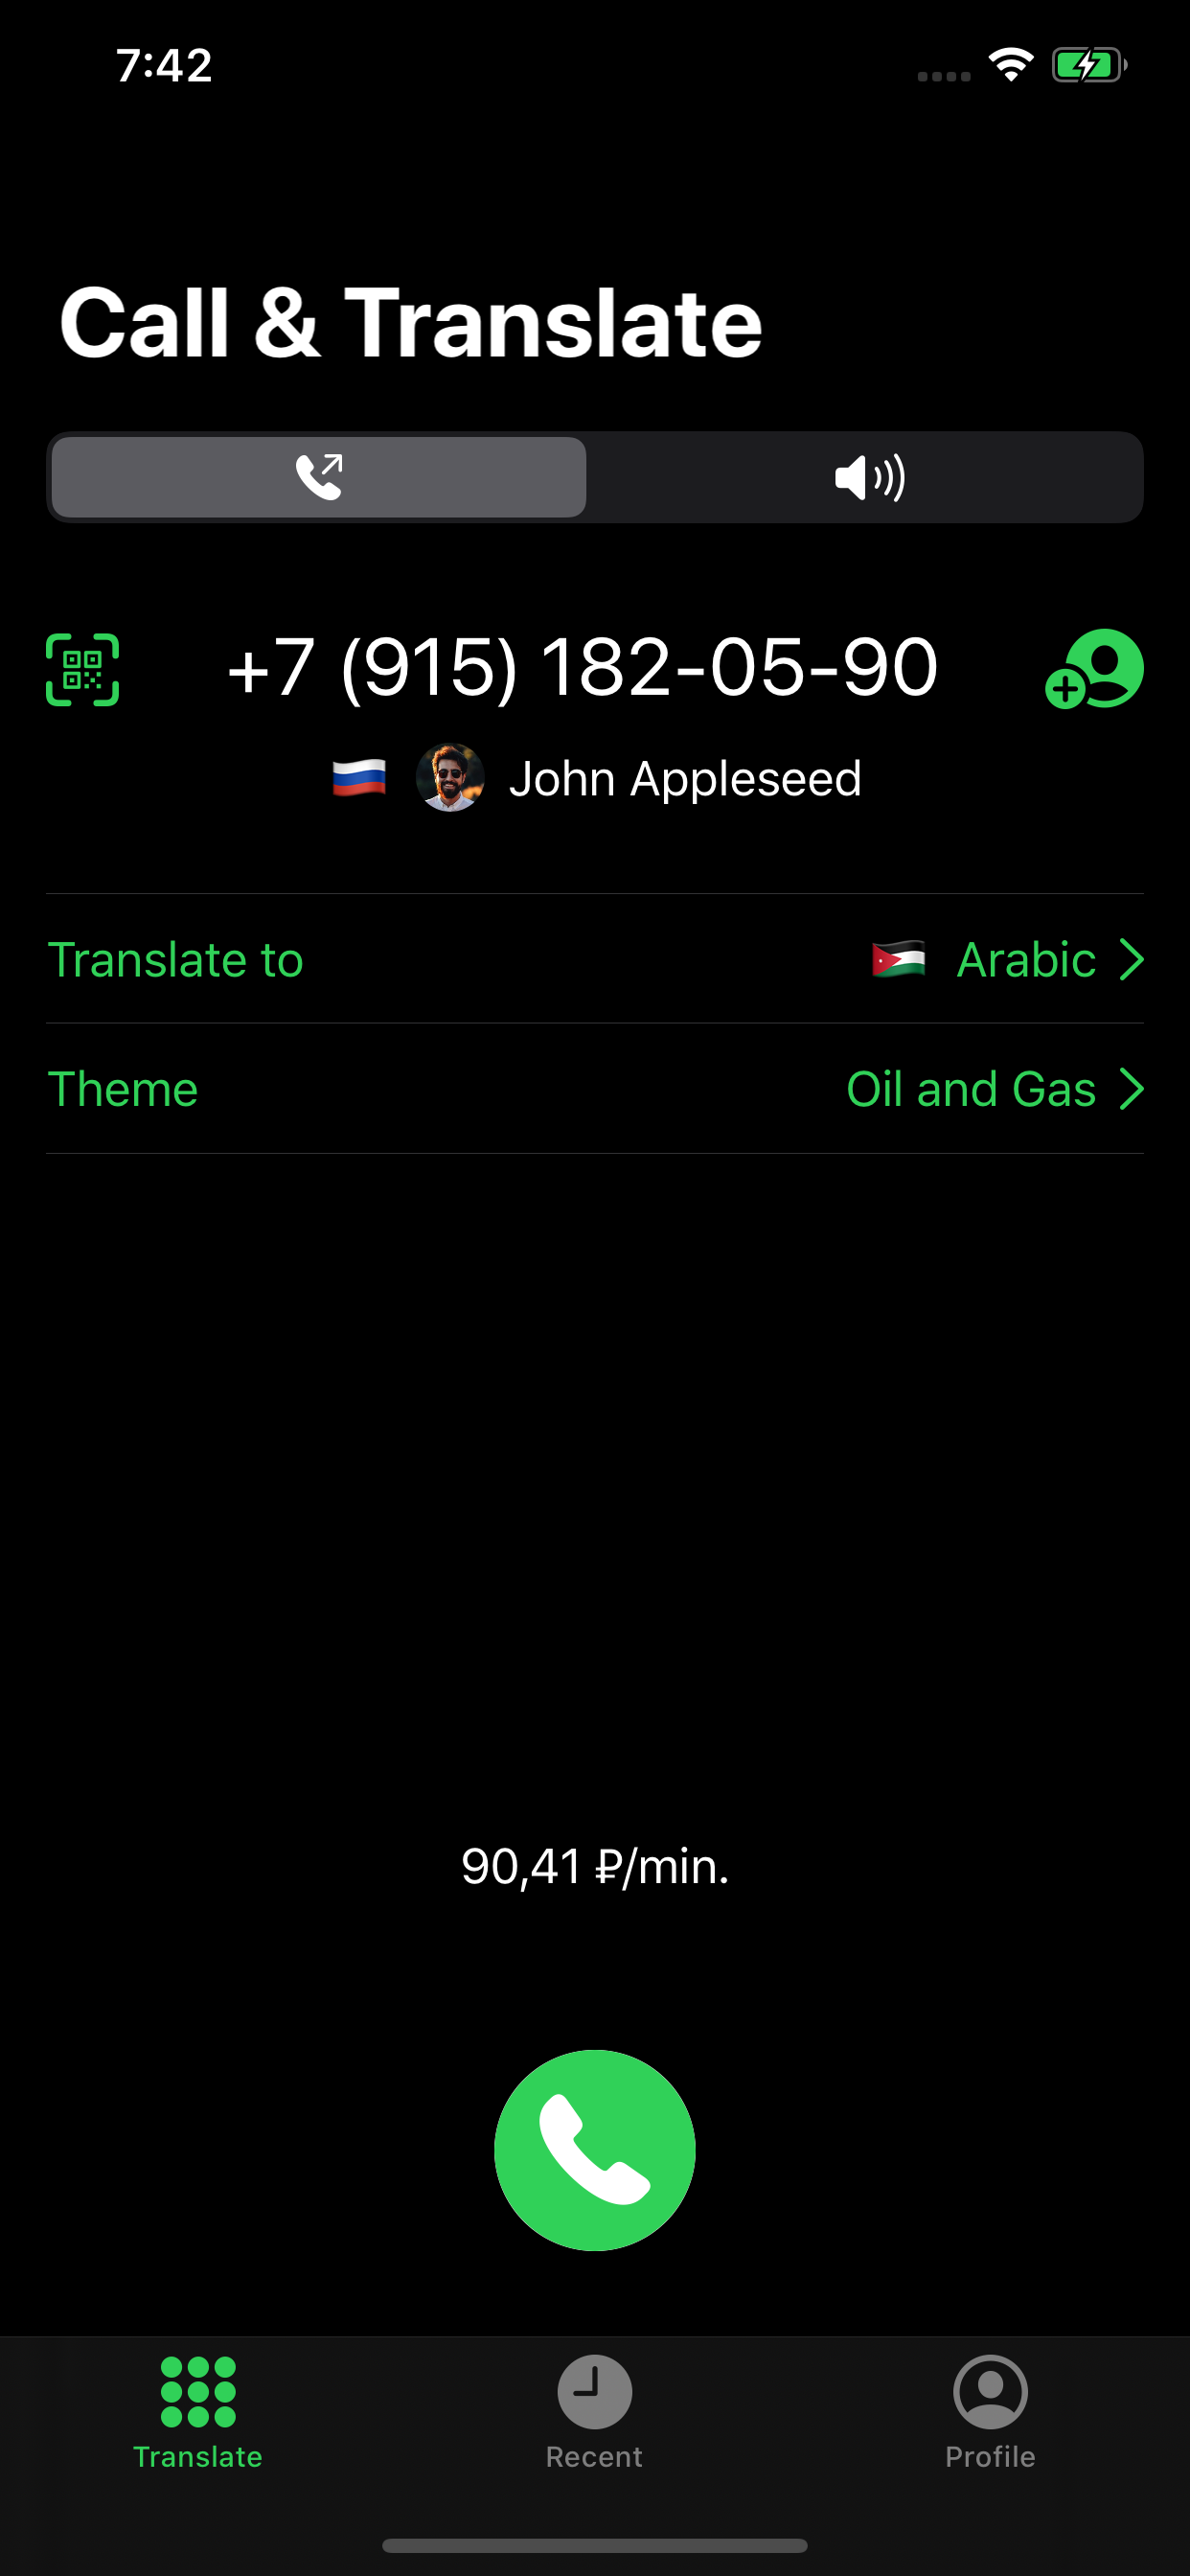 7:42
Call & Translate
+7 (915) 182-05-90
John Appleseed
Translate to Arabic
Theme Oil and Gas
90,41 ₽/min.
Translate Recent Profile